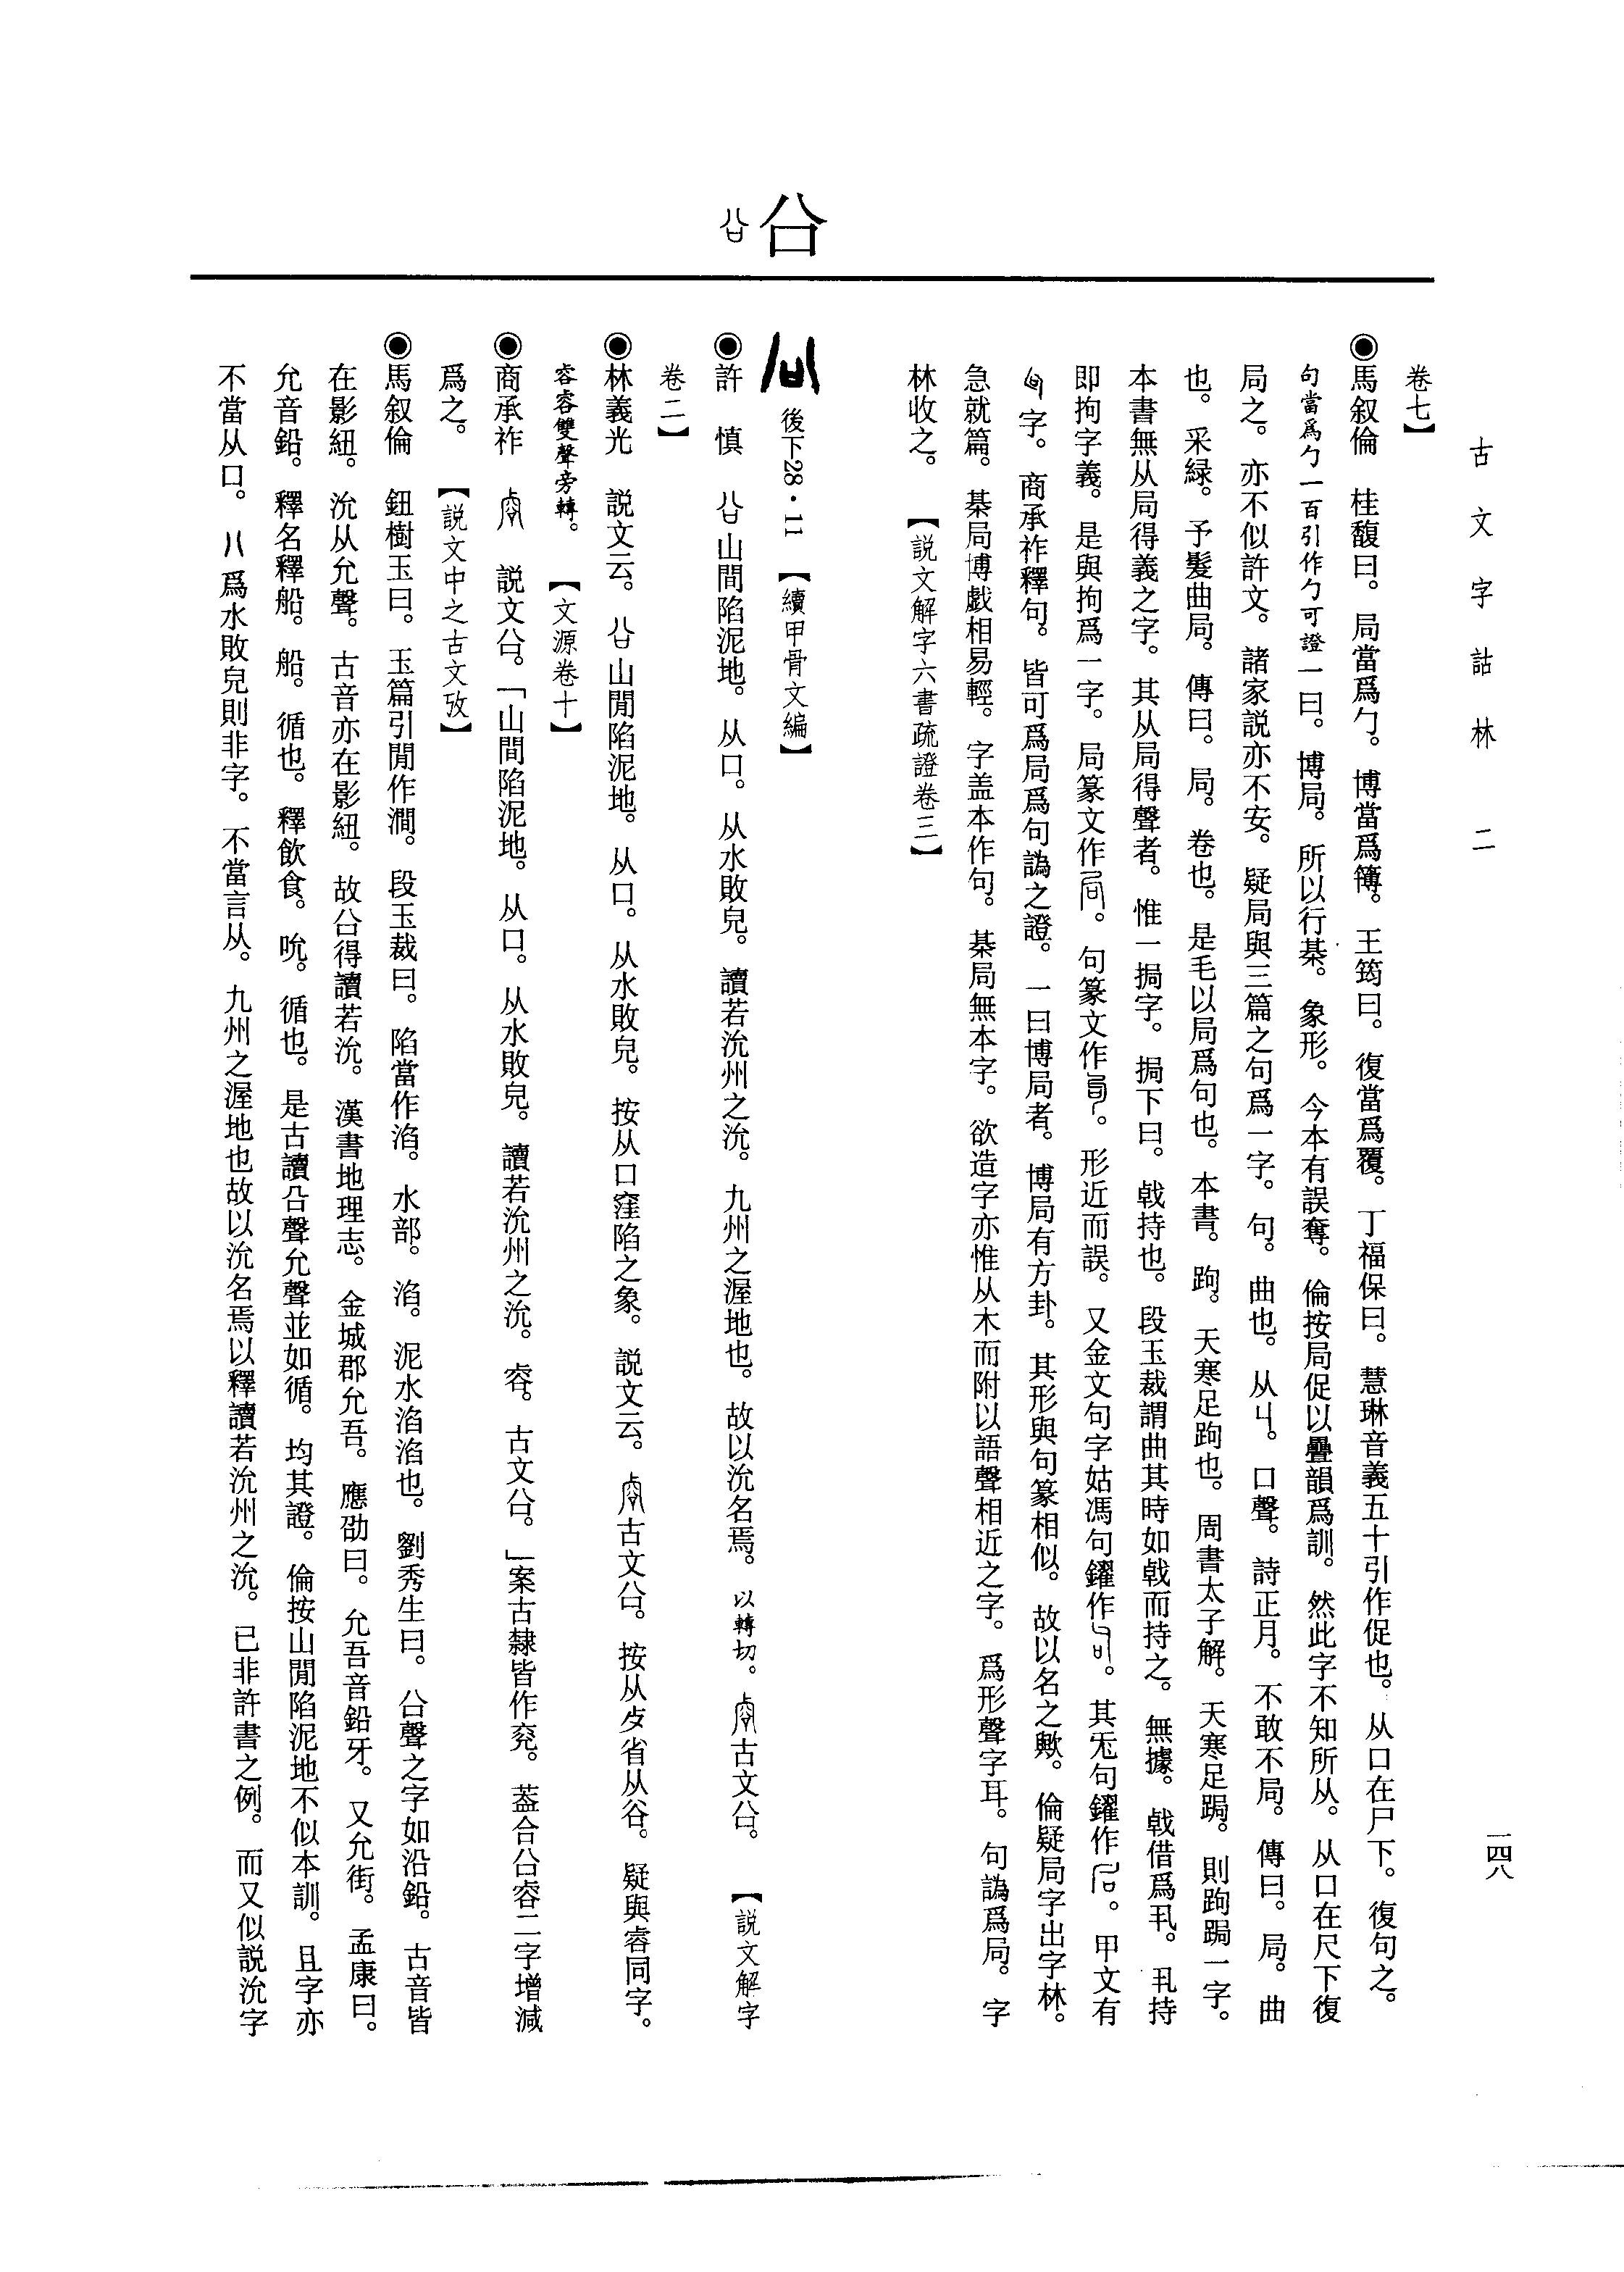 古文字詁林 二
一四八
㕣
卷七】
◉馬叙倫 桂馥曰。局當爲勹。博當爲簙。王筠曰。復當爲覆。丁福保曰。慧琳音義五十引作促也。从口在尸下。復句之。
句當爲勹一百引作勹可證一曰。博局。所以行棊。象形。今本有誤奪。倫按局促以疊韻爲訓。然此字不知所从。从口在尺下復
局之。亦不似許文。諸家説亦不安。疑局與三篇之句爲一字。句。曲也。从丩。口聲。詩正月。不敢不局。傳曰。局。曲
也。采緑。予髮曲局。傳曰。局。卷也。是毛以局爲句也。本書。跔。天寒足跔也。周書太子解。天寒足跼。則跔跼一字。
本書無从局得義之字。其从局得聲者。惟一挶字。挶下曰。戟持也。段玉裁謂曲其肘如戟而持之。無據。戟借爲丮。丮持
即拘字義。是與拘爲一字。局篆文作。句篆文作。形近而誤。又金文句字姑馮句鑃作。其旡句鑃作。甲文有
字。商承祚釋句。皆可爲局爲句譌之證。一曰博局者。博局有方卦。其形與句篆相似。故以名之歟。倫疑局字出字林。
急就篇。棊局博戲相易輕。字盖本作句。棊局無本字。欲造字亦惟从木而附以語聲相近之字。爲形聲字耳。句譌爲局。字
林收之。 【説文解字六書疏證卷三】
後下28·11 【續甲骨文編】
◉許 慎 㕣山間陷泥地。从口。从水敗皃。讀若沇州之沇。九州之渥地也。故以沇名焉。以轉切。古文㕣。 【説文解字
卷二】
◉林義光 説文云。㕣山閒陷泥地。从口。从水敗皃。按从口窪陷之象。説文云。古文㕣。按从歺省从谷。疑與睿同字。
容睿雙聲旁轉。 【文源卷十】
◉商承祚 説文㕣。「山間陷泥地。从口。从水敗皃。讀若沇州之沇。容。古文㕣。」案古隸皆作兖。葢合㕣容二字增減
爲之。 【説文中之古文攷】
◉馬叙倫 鈕樹玉曰。玉篇引閒作澗。段玉裁曰。陷當作淊。水部。淊。泥水淊淊也。劉秀生曰。㕣聲之字如沿鉛。古音皆
在影紐。沇从允聲。古音亦在影紐。故㕣得讀若沇。漢書地理志。金城郡允吾。應劭曰。允吾音鉛牙。又允街。孟康曰。
允音鉛。釋名釋船。船。循也。釋飲食。吮。循也。是古讀㕣聲允聲並如循。均其證。倫按山閒陷泥地不似本訓。且字亦
不當从口。八爲水敗皃則非字。不當言从。九州之渥地也故以沇名焉以釋讀若沇州之沇。已非許書之例。而又似説沇字